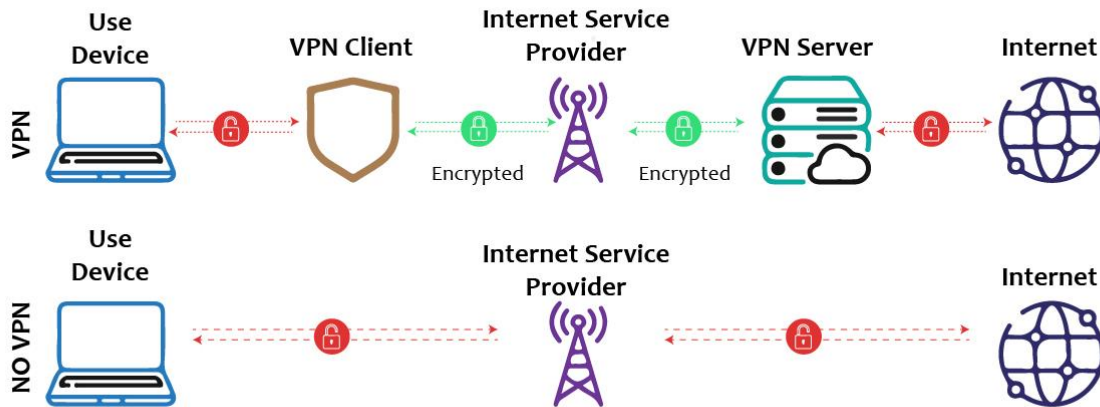 Use
Device
VPN Client
Internet Service
Provider
VPN Server
Internet
VPN
Encrypted
Encrypted
Use
Device
Internet Service
Provider
Internet
NO VPN